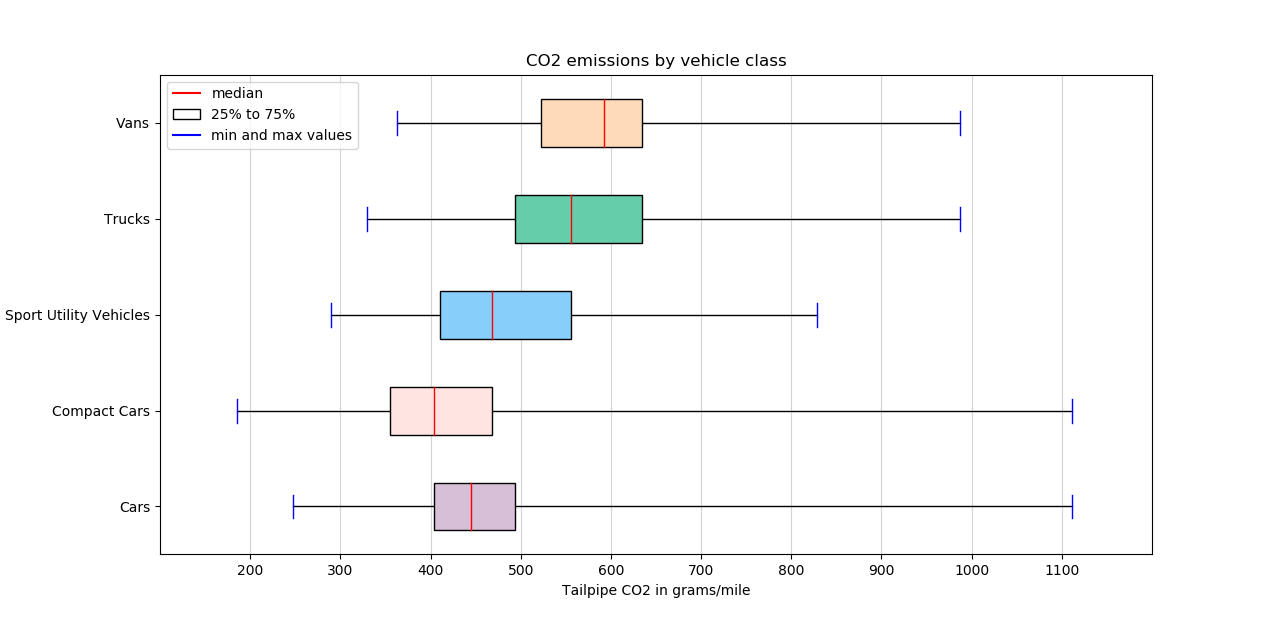 CO2 emissions by vehicle class
median
25% to 75%
min and max values
Vans
Trucks
Sport Utility Vehicles
Compact Cars
Cars
200 300 400 500 600 700 800 900 1000 1100
Tailpipe CO2 in grams/mile